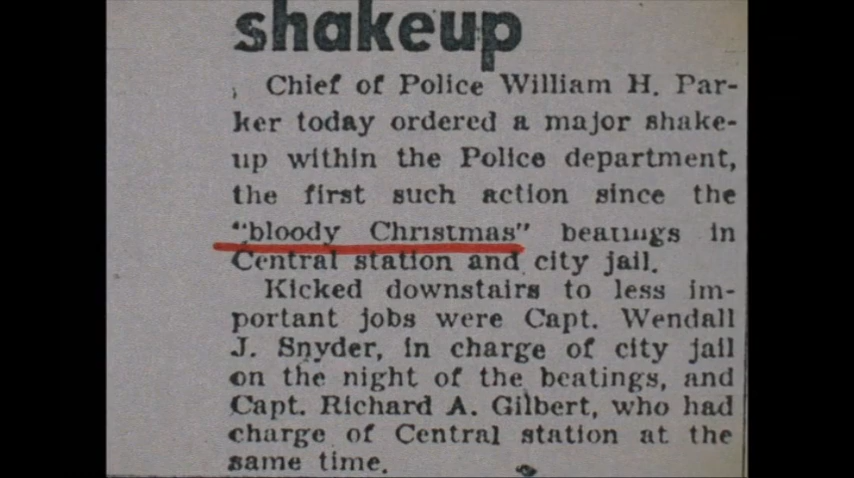 shakeup
Chief of Police William H. Par-
ker today ordered a major shake-
up within the Police department,
the first such action since the
"bloody Christmas" beatings in
Central station and city jail.
Kicked downstairs to less im-
portant jobs were Capt. Wendall
J. Snyder, in charge of city jail
on the night of the beatings, and
Capt. Richard A. Gilbert, who had
charge of Central station at the
same time.